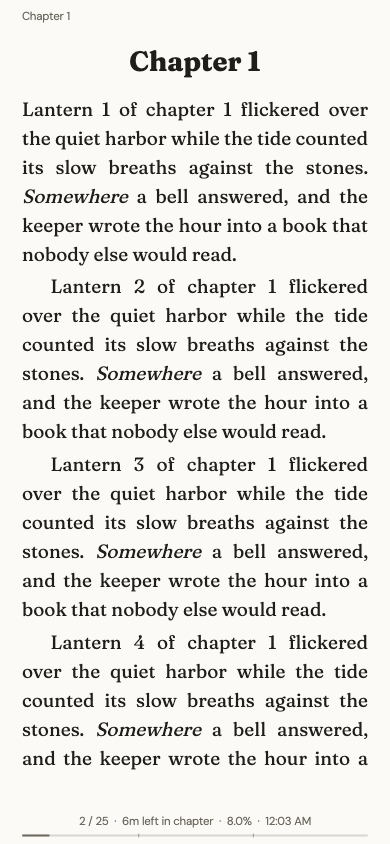 Chapter 1
Chapter 1
Lantern 1 of chapter 1 flickered over
the quiet harbor while the tide counted
its slow breaths against the stones.
Somewhere a bell answered, and the
keeper wrote the hour into a book that
nobody else would read.
Lantern 2 of chapter 1 flickered
over the quiet harbor while the tide
counted its slow breaths against the
stones. Somewhere a bell answered,
and the keeper wrote the hour into a
book that nobody else would read.
Lantern 3 of chapter 1 flickered
over the quiet harbor while the tide
counted its slow breaths against the
stones. Somewhere a bell answered,
and the keeper wrote the hour into a
book that nobody else would read.
Lantern 4 of chapter 1 flickered
over the quiet harbor while the tide
counted its slow breaths against the
stones. Somewhere a bell answered,
and the keeper wrote the hour into a
2 / 25 · 6m left in chapter · 8.0% · 12:03 AM